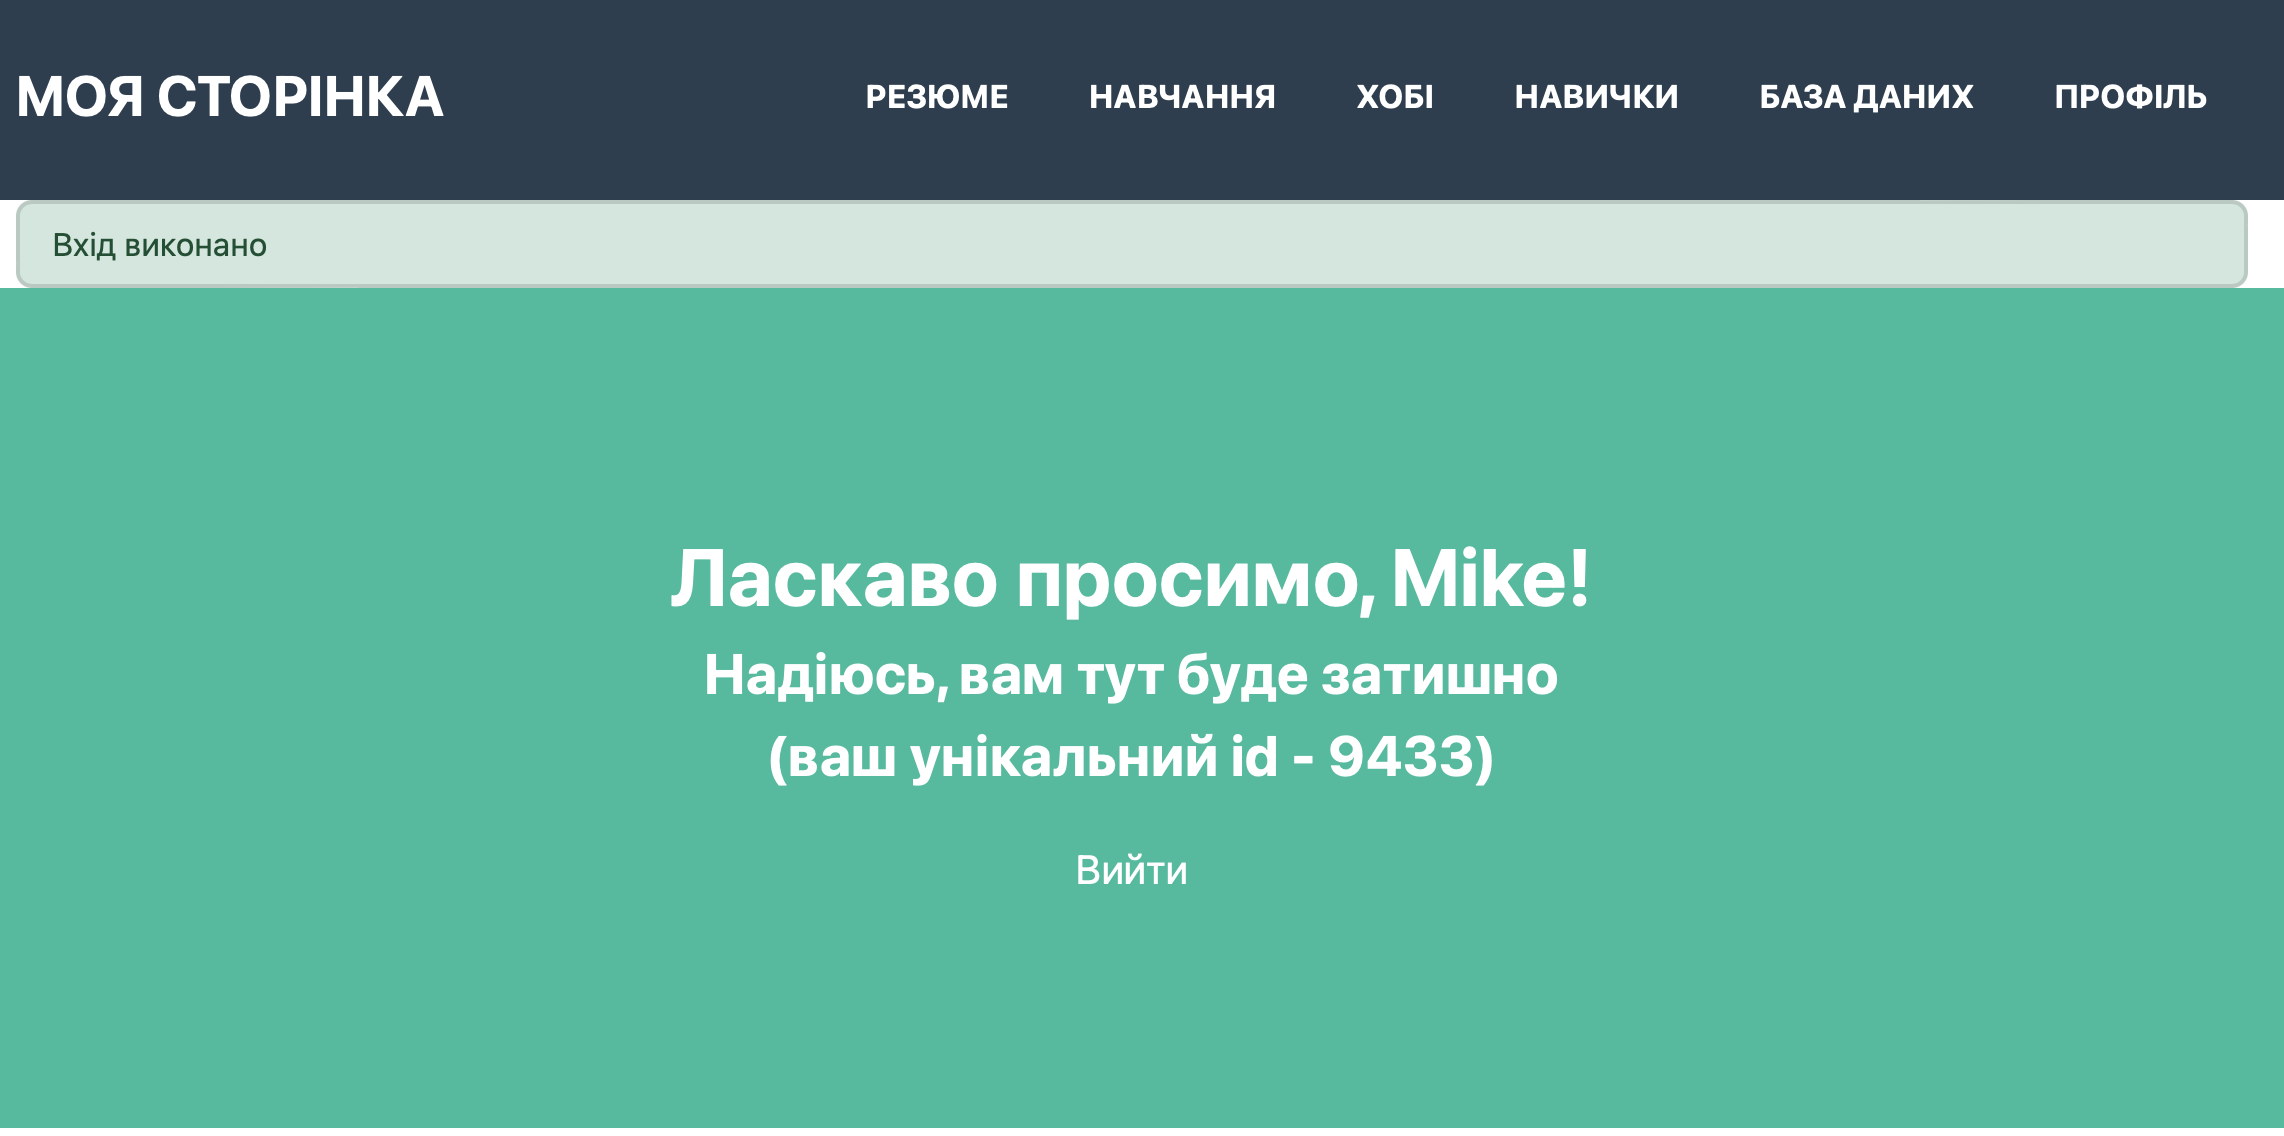 МОЯ СТОРІНКА
РЕЗЮМЕ НАВЧАННЯ ХОБІ НАВИЧКИ БАЗА ДАНИХ ПРОФІЛЬ
Вхід виконано
Ласкаво просимо, Mike!
Надіюсь, вам тут буде затишно
(ваш унікальний id - 9433)
Вийти